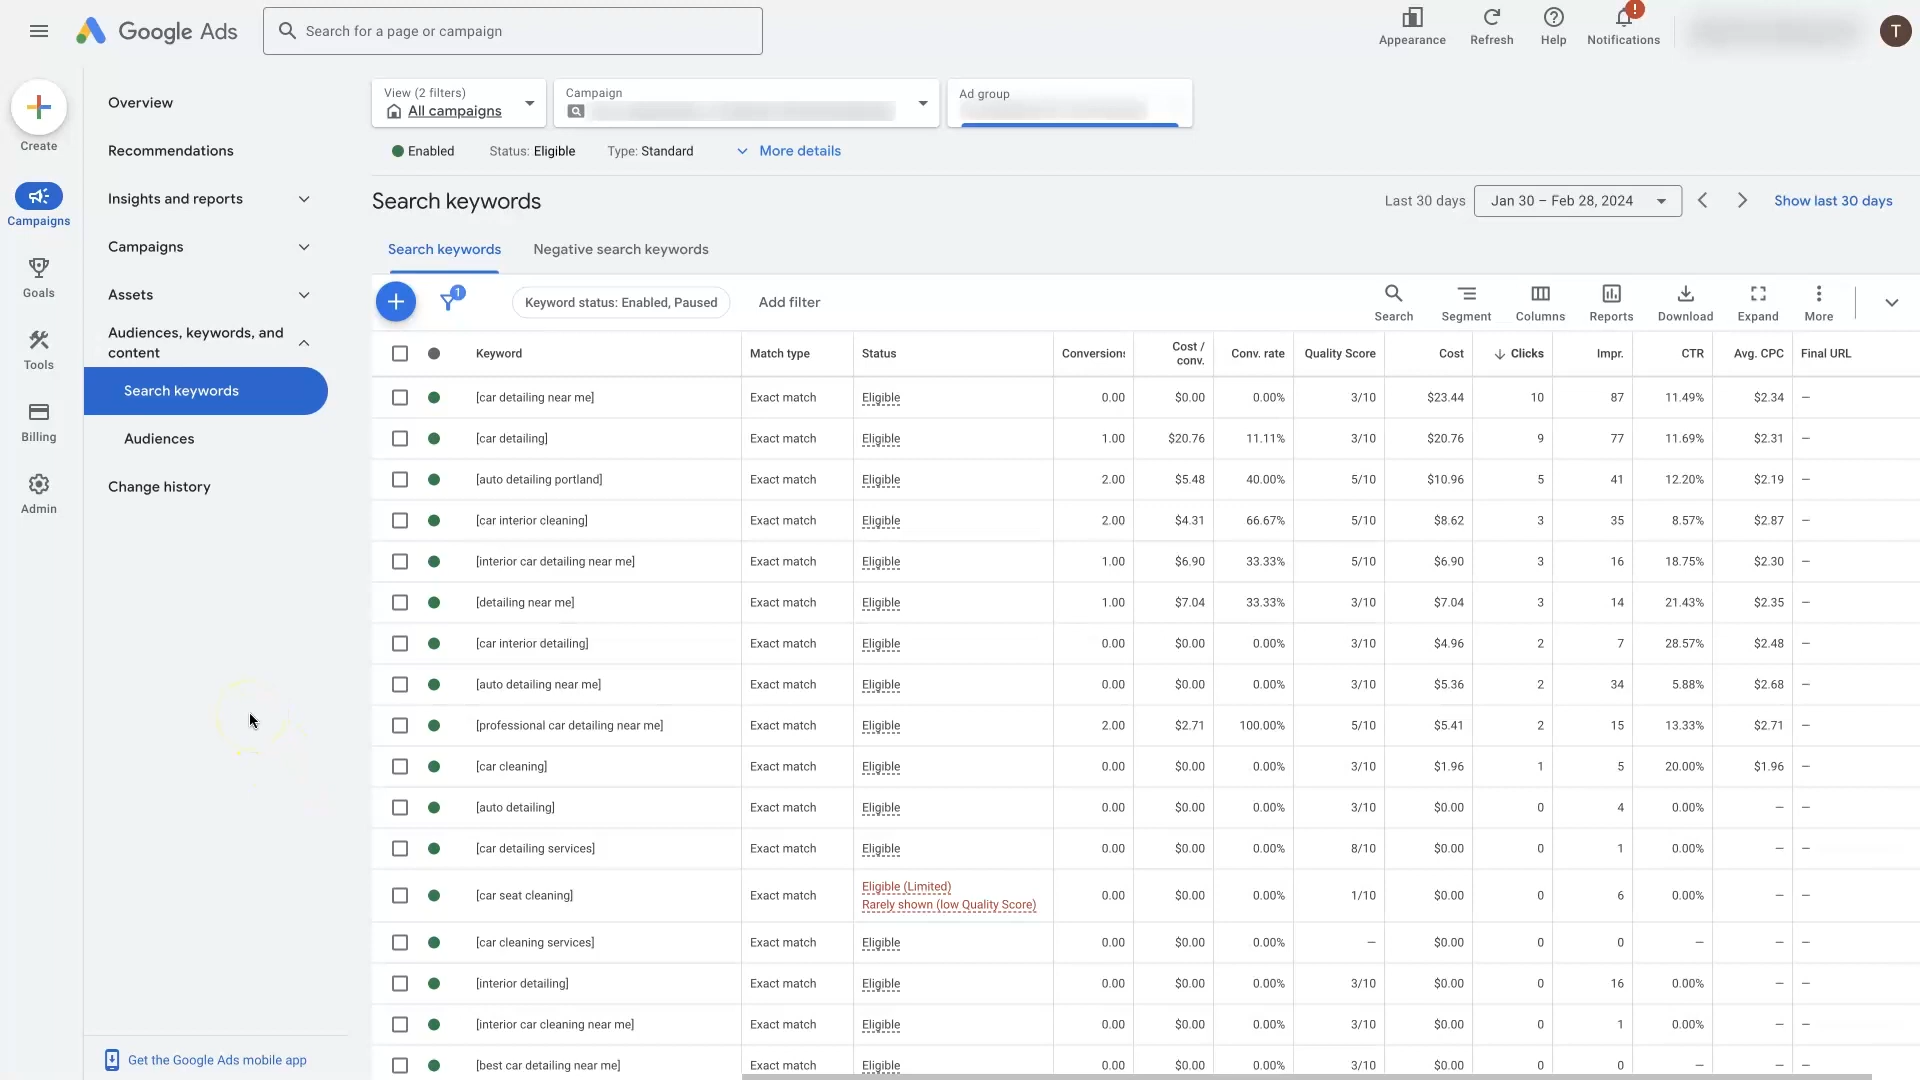 Google Ads
Search for a page or campaign
Appearance
Refresh
Help
!
Notifications
T
Create
Campaigns
Goals
Tools
Billing
Admin
Overview
Recommendations
Insights and reports
Campaigns
Assets
Audiences, keywords, and
content
Search keywords
Audiences
Change history
Get the Google Ads mobile app
View (2 filters)
All campaigns
Campaign
Ad group
Enabled Status: Eligible Type: Standard More details
Search keywords
Last 30 days Jan 30 – Feb 28, 2024 Show last 30 days
Search keywords Negative search keywords
1
Keyword status: Enabled, Paused Add filter
Search Segment Columns Reports Download Expand More
Keyword Match type Status Conversions Cost / conv. Conv. rate Quality Score Cost Clicks Impr. CTR Avg. CPC Final URL
[car detailing near me] Exact match Eligible 0.00 $0.00 0.00% 3/10 $23.44 10 87 11.49% $2.34 —
[car detailing] Exact match Eligible 1.00 $20.76 11.11% 3/10 $20.76 9 77 11.69% $2.31 —
[auto detailing portland] Exact match Eligible 2.00 $5.48 40.00% 5/10 $10.96 5 41 12.20% $2.19 —
[car interior cleaning] Exact match Eligible 2.00 $4.31 66.67% 5/10 $8.62 3 35 8.57% $2.87 —
[interior car detailing near me] Exact match Eligible 1.00 $6.90 33.33% 5/10 $6.90 3 16 18.75% $2.30 —
[detailing near me] Exact match Eligible 1.00 $7.04 33.33% 3/10 $7.04 3 14 21.43% $2.35 —
[car interior detailing] Exact match Eligible 0.00 $0.00 0.00% 3/10 $4.96 2 7 28.57% $2.48 —
[auto detailing near me] Exact match Eligible 0.00 $0.00 0.00% 3/10 $5.36 2 34 5.88% $2.68 —
[professional car detailing near me] Exact match Eligible 2.00 $2.71 100.00% 5/10 $5.41 2 15 13.33% $2.71 —
[car cleaning] Exact match Eligible 0.00 $0.00 0.00% 3/10 $1.96 1 5 20.00% $1.96 —
[auto detailing] Exact match Eligible 0.00 $0.00 0.00% 3/10 $0.00 0 4 0.00% — —
[car detailing services] Exact match Eligible 0.00 $0.00 0.00% 8/10 $0.00 0 1 0.00% — —
[car seat cleaning] Exact match Eligible (Limited) Rarely shown (low Quality Score) 0.00 $0.00 0.00% 1/10 $0.00 0 6 0.00% — —
[car cleaning services] Exact match Eligible 0.00 $0.00 0.00% — $0.00 0 0 — — —
[interior detailing] Exact match Eligible 0.00 $0.00 0.00% 3/10 $0.00 0 16 0.00% — —
[interior car cleaning near me] Exact match Eligible 0.00 $0.00 0.00% 3/10 $0.00 0 1 0.00% — —
[best car detailing near me] Exact match Eligible 0.00 $0.00 0.00% 3/10 $0.00 0 0 — — —